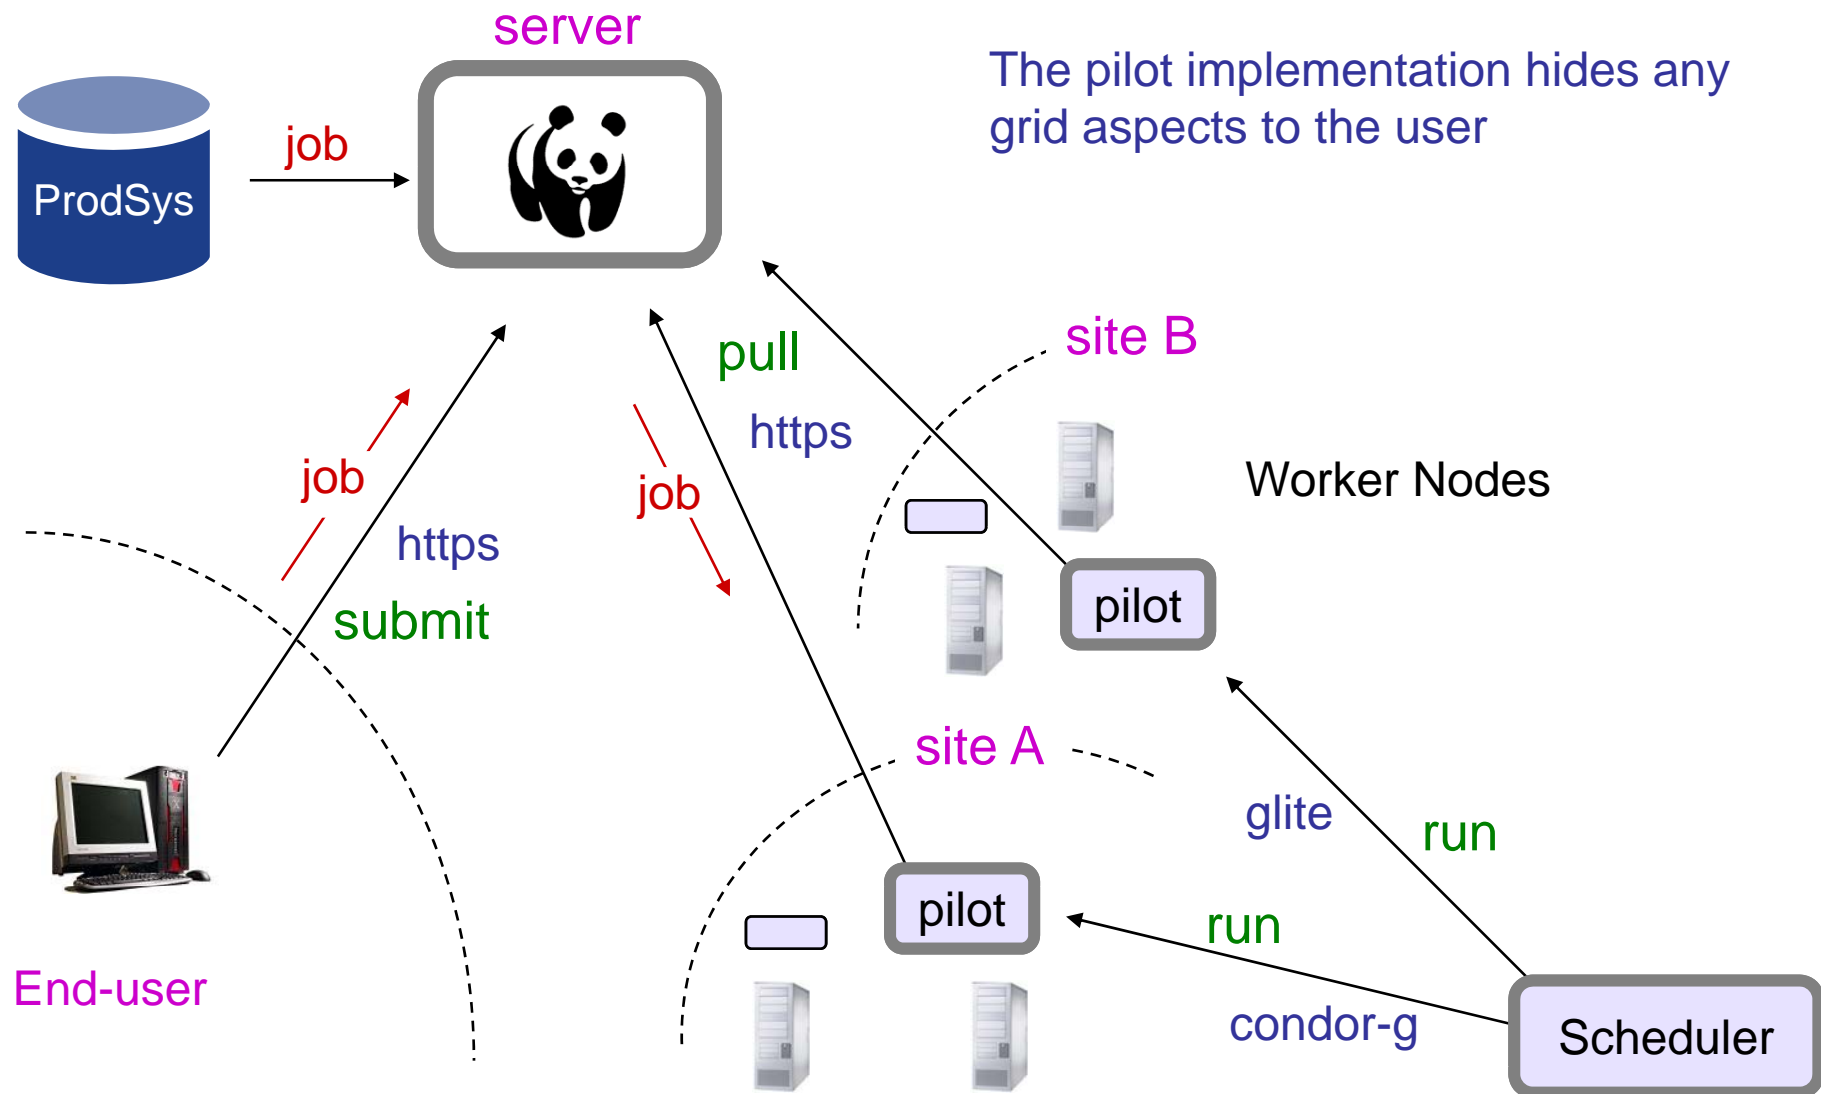 server
The pilot implementation hides any
grid aspects to the user
job
ProdSys
pull
site B
https
job
job
Worker Nodes
https
submit
pilot
site A
glite
run
pilot
run
End-user
condor-g
Scheduler